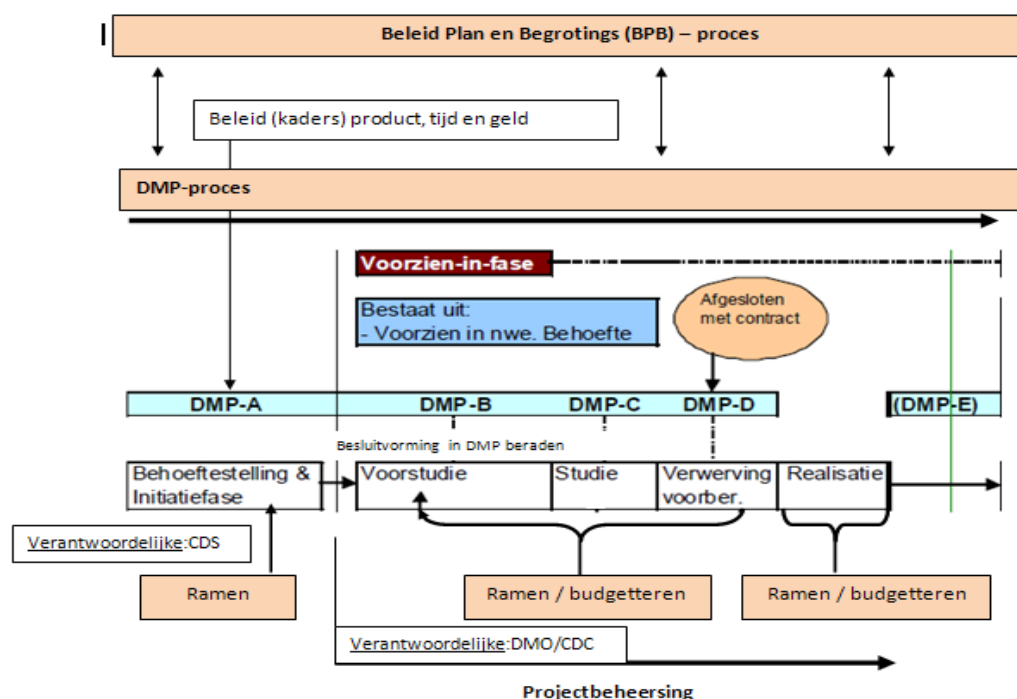 Beleid Plan en Begrotings (BPB) – proces
Beleid (kaders) product, tijd en geld
DMP-proces
Voorzien-in-fase
Bestaat uit:
- Voorzien in nwe. Behoefte
Afgesloten
met contract
DMP-A
DMP-B
DMP-C
DMP-D
(DMP-E)
Besluitvorming in DMP beraden
Behoeftestelling &
Initiatiefase
Voorstudie
Studie
Verwerving
voorber.
Realisatie
Verantwoordelijke:CDS
Ramen
Ramen / budgetteren
Ramen / budgetteren
Verantwoordelijke:DMO/CDC
Projectbeheersing